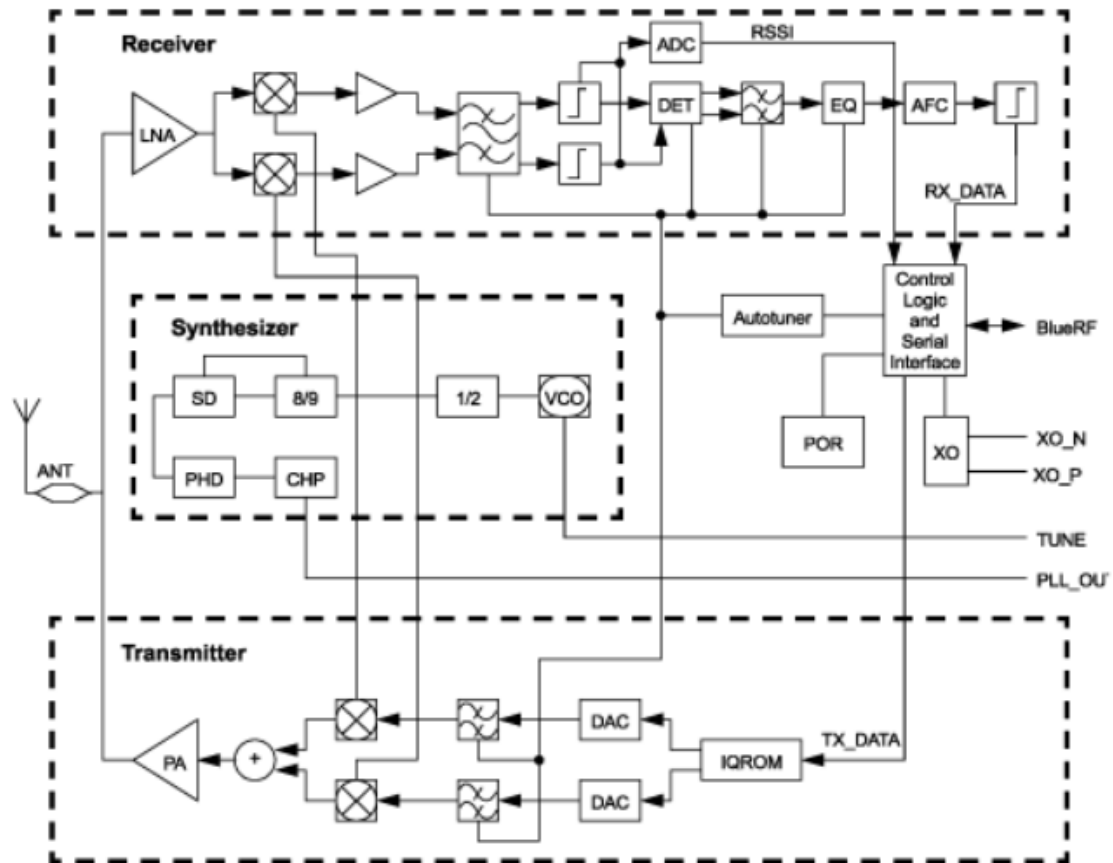 Receiver
ADC
RSSI
LNA
DET
EQ
AFC
RX_DATA
Control
Logic
and
Serial
Interface
BlueRF
Autotuner
Synthesizer
SD
8/9
1/2
VCO
POR
XO
XO_N
XO_P
ANT
PHD
CHP
TUNE
PLL_OU
Transmitter
DAC
TX_DATA
IQROM
PA
+
DAC